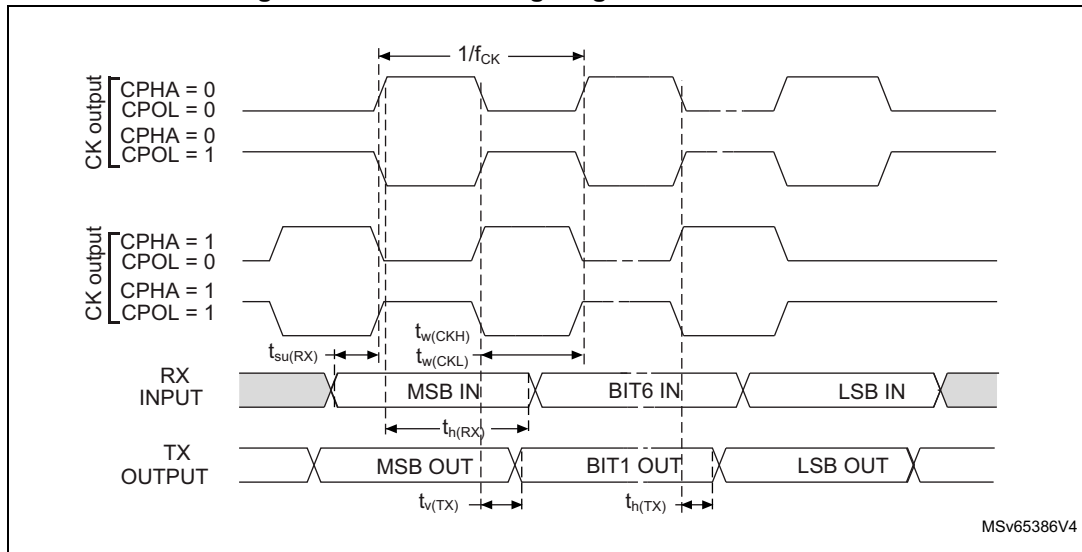 1/fCK
CK output
CPHA = 0
CPOL = 0
CPHA = 0
CPOL = 1
CK output
CPHA = 1
CPOL = 0
CPHA = 1
CPOL = 1
tw(CKH)
tw(CKL)
tsu(RX)
RX
INPUT
MSB IN
BIT6 IN
LSB IN
th(RX)
TX
OUTPUT
MSB OUT
BIT1 OUT
LSB OUT
tv(TX)
th(TX)
MSv65386V4